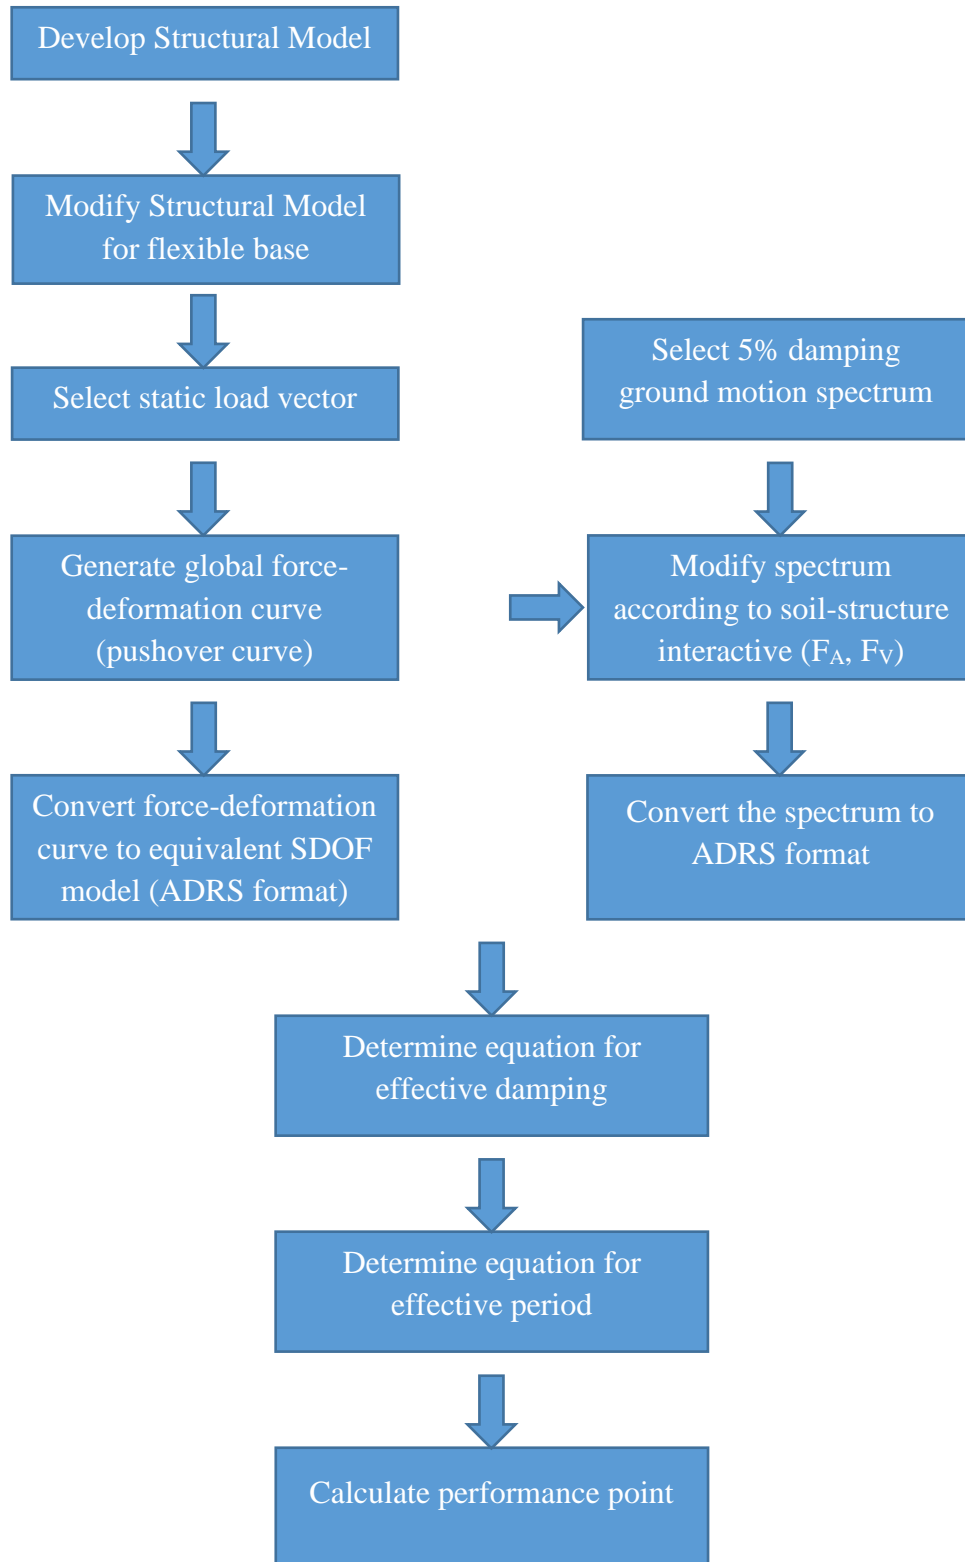 Develop Structural Model
Modify Structural Model
for flexible base
Select static load vector
Select 5% damping
ground motion spectrum
Generate global force-
deformation curve
(pushover curve)
Modify spectrum
according to soil-structure
interactive (FA, FV)
Convert force-deformation
curve to equivalent SDOF
model (ADRS format)
Convert the spectrum to
ADRS format
Determine equation for
effective damping
Determine equation for
effective period
Calculate performance point